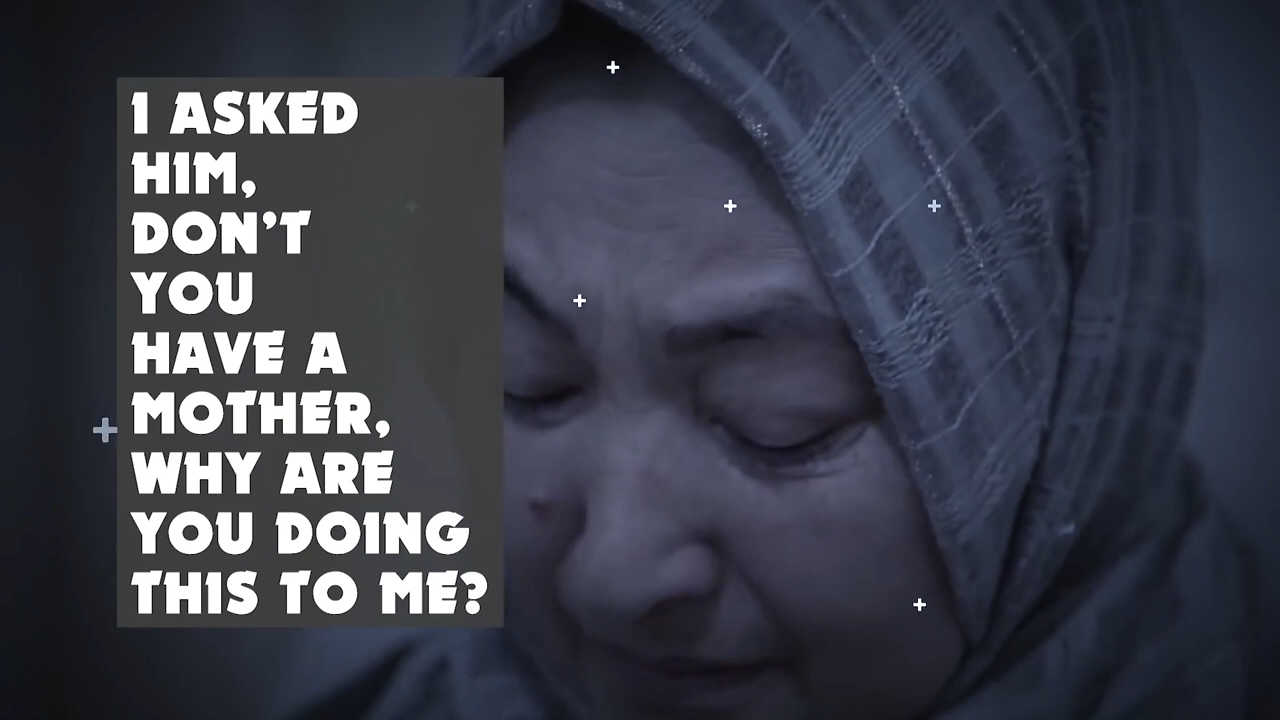 I ASKED
HIM,
DON'T
YOU
HAVE A
MOTHER,
WHY ARE
YOU DOING
THIS TO ME?